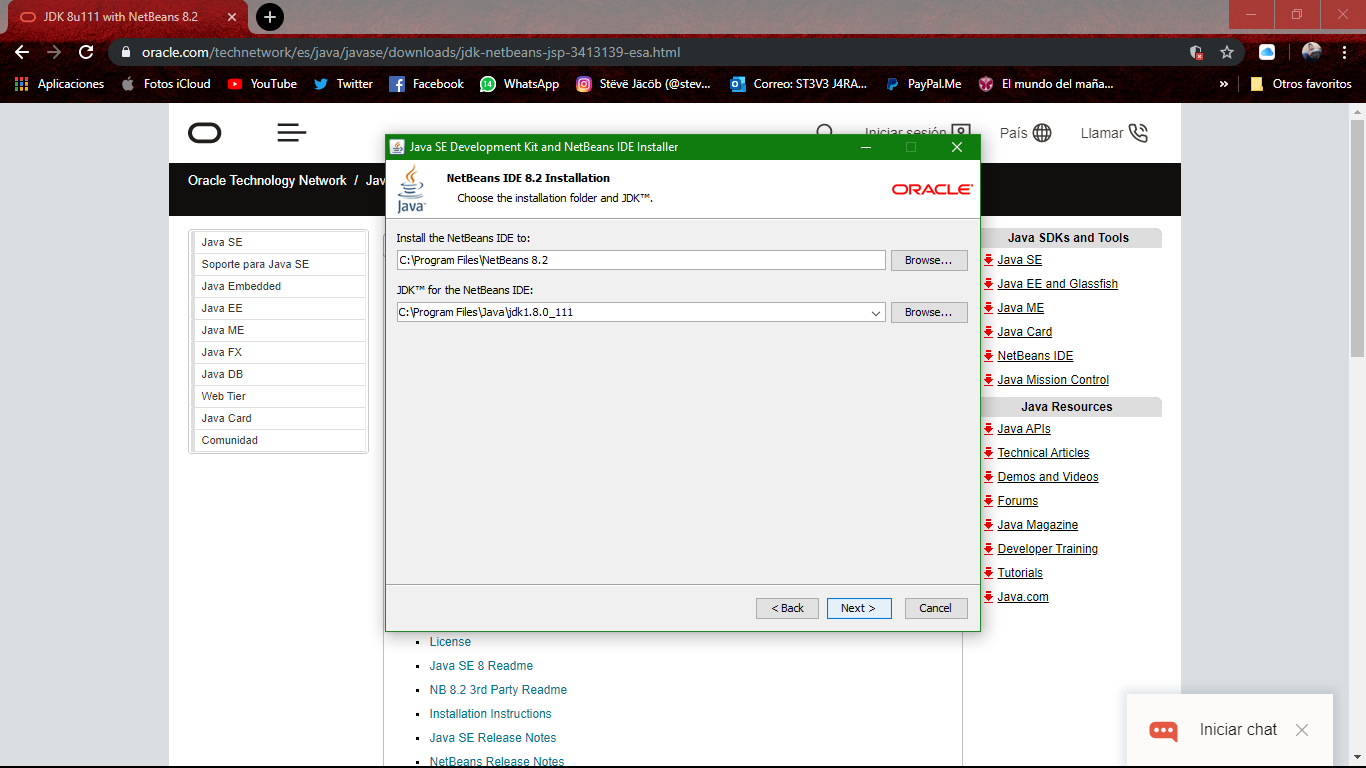 JDK 8u111 with NetBeans 8.2
oracle.com/technetwork/es/java/javase/downloads/jdk-netbeans-jsp-3413139-esa.html
Aplicaciones
Fotos iCloud
YouTube
Twitter
Facebook
14
WhatsApp
Stëvë Jäcöb (@stev...
Correo: ST3V3 J4RA...
PayPal.Me
El mundo del maña...
»
Otros favoritos
Iniciar sesión
País
Llamar
Oracle Technology Network / Jav
Java SE
Soporte para Java SE
Java Embedded
Java EE
Java ME
Java FX
Java DB
Web Tier
Java Card
Comunidad
Java SE Development Kit and NetBeans IDE Installer
Java™
NetBeans IDE 8.2 Installation
Choose the installation folder and JDK™.
ORACLE®
Install the NetBeans IDE to:
C:\Program Files\NetBeans 8.2
Browse...
JDK™ for the NetBeans IDE:
C:\Program Files\Java\jdk1.8.0_111
Browse...
< Back
Next >
Cancel
License
Java SE 8 Readme
NB 8.2 3rd Party Readme
Installation Instructions
Java SE Release Notes
NetBeans Release Notes
Java SDKs and Tools
Java SE
Java EE and Glassfish
Java ME
Java Card
NetBeans IDE
Java Mission Control
Java Resources
Java APIs
Technical Articles
Demos and Videos
Forums
Java Magazine
Developer Training
Tutorials
Java.com
Iniciar chat